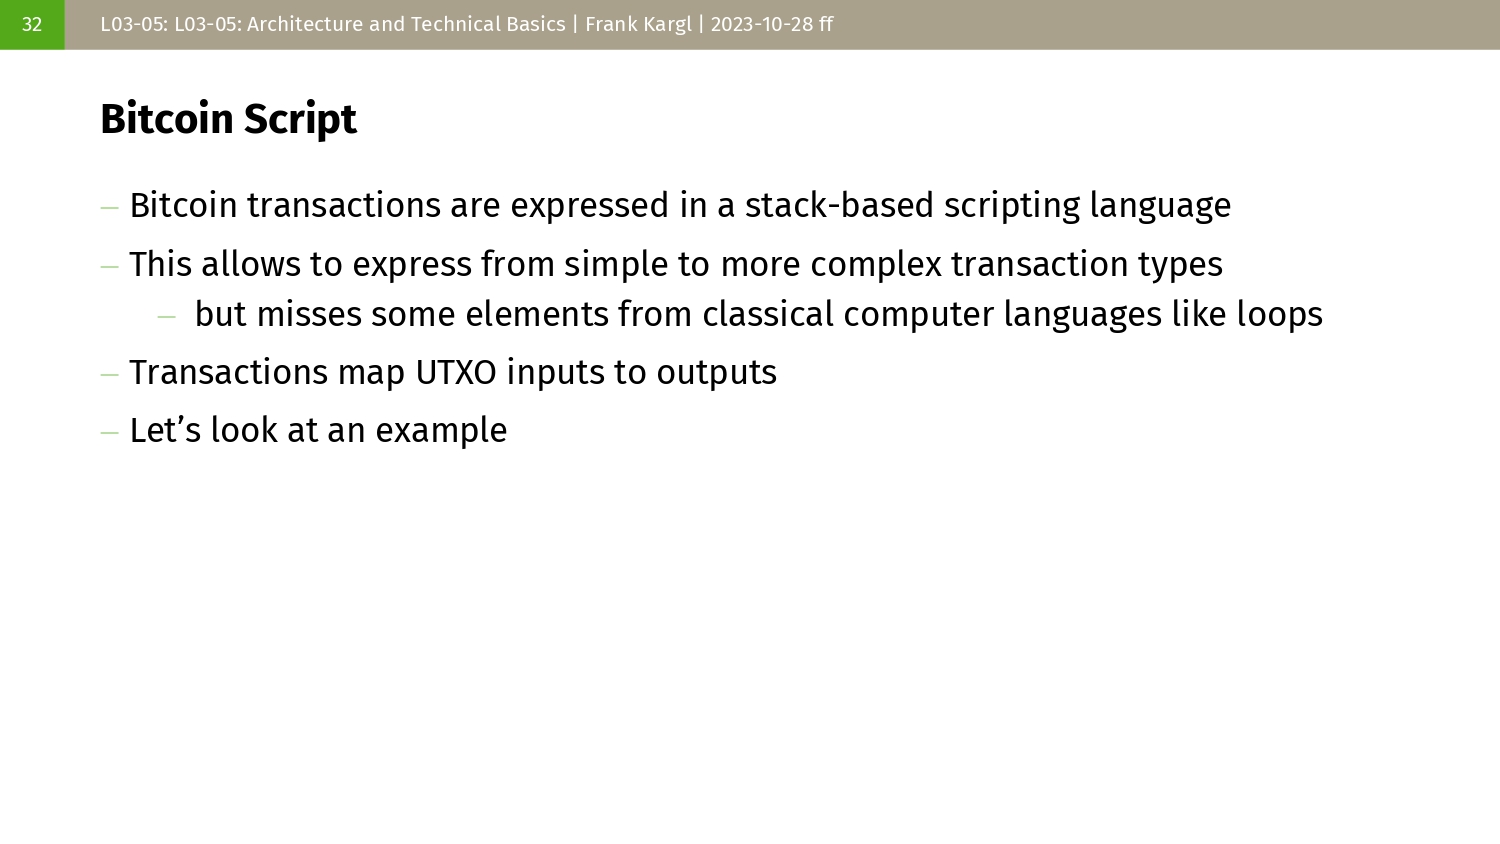 32 L03-05: L03-05: Architecture and Technical Basics | Frank Kargl | 2023-10-28 ff
Bitcoin Script
– Bitcoin transactions are expressed in a stack-based scripting language
– This allows to express from simple to more complex transaction types
– but misses some elements from classical computer languages like loops
– Transactions map UTXO inputs to outputs
– Let’s look at an example